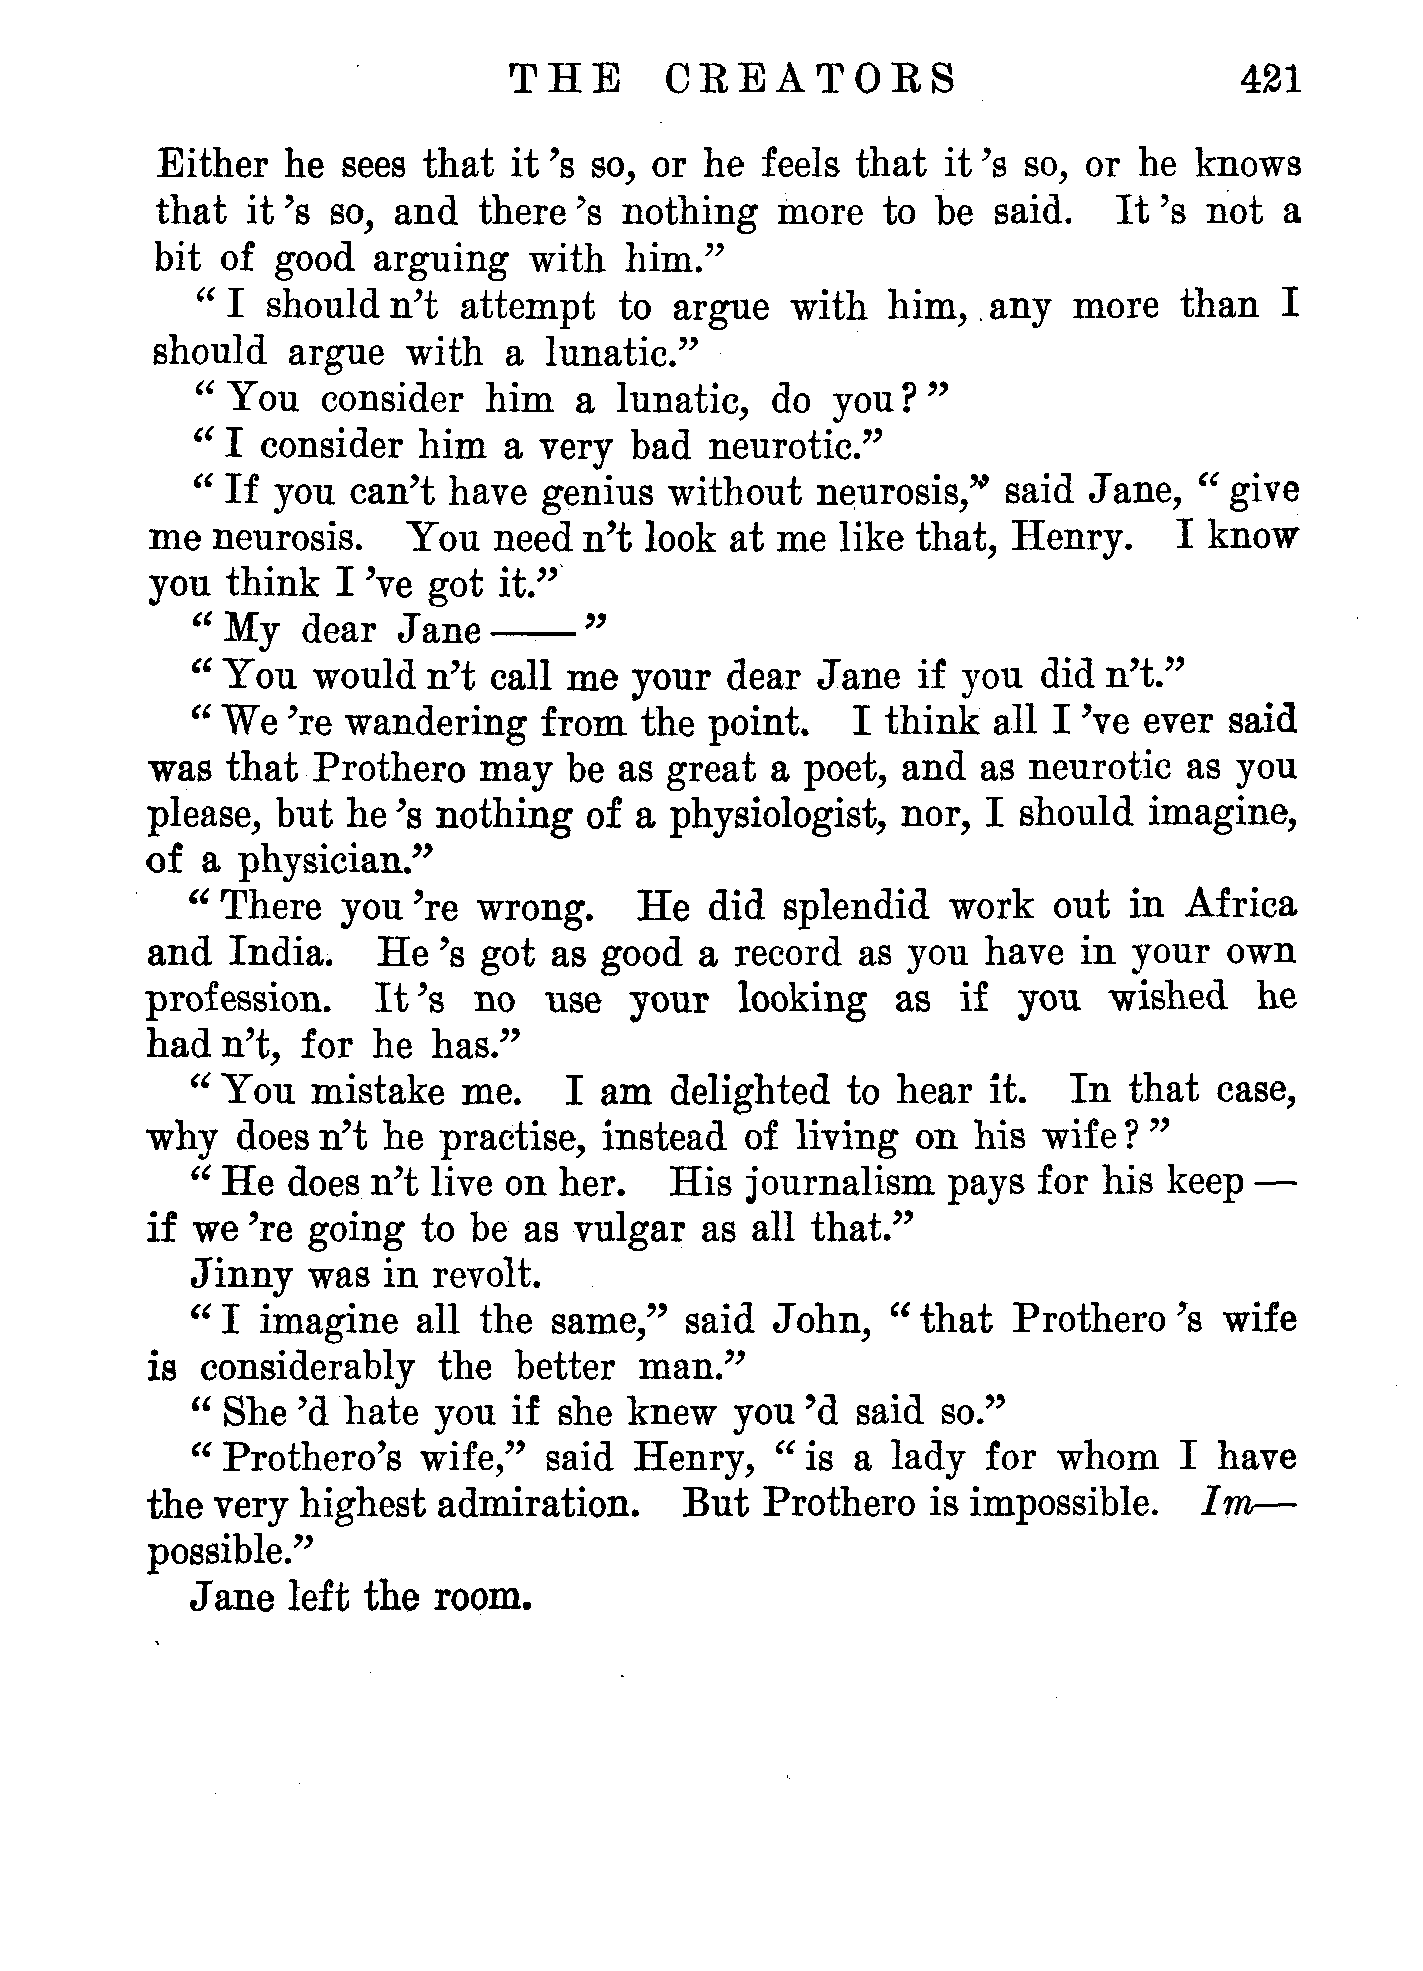 THE CREATORS 421
Either he sees that it 's so, or he feels that it 's so, or he knows
that it 's so, and there 's nothing more to be said. It 's not a
bit of good arguing with him.”
“ I should n't attempt to argue with him, any more than I
should argue with a lunatic.”
“ You consider him a lunatic, do you? ”
“ I consider him a very bad neurotic.”
“ If you can't have genius without neurosis,” said Jane, “ give
me neurosis. You need n't look at me like that, Henry. I know
you think I 've got it.”
“ My dear Jane —— ”
“ You would n't call me your dear Jane if you did n't.”
“ We 're wandering from the point. I think all I 've ever said
was that Prothero may be as great a poet, and as neurotic as you
please, but he 's nothing of a physiologist, nor, I should imagine,
of a physician.”
“ There you 're wrong. He did splendid work out in Africa
and India. He 's got as good a record as you have in your own
profession. It 's no use your looking as if you wished he
had n't, for he has.”
“ You mistake me. I am delighted to hear it. In that case,
why does n't he practise, instead of living on his wife? ”
“ He does n't live on her. His journalism pays for his keep —
if we 're going to be as vulgar as all that.”
Jinny was in revolt.
“ I imagine all the same,” said John, “ that Prothero 's wife
is considerably the better man.”
“ She 'd hate you if she knew you 'd said so.”
“ Prothero's wife,” said Henry, “ is a lady for whom I have
the very highest admiration. But Prothero is impossible. Im—
possible.”
Jane left the room.